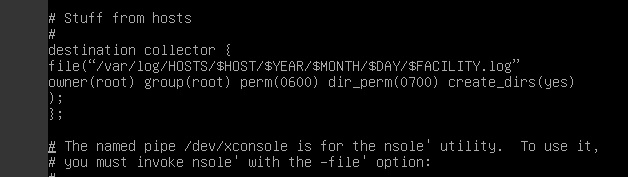 # Stuff from hosts
#
destination collector {
file(“/var/log/HOSTS/$HOST/$YEAR/$MONTH/$DAY/$FACILITY.log”
owner(root) group(root) perm(0600) dir_perm(0700) create_dirs(yes)
);
};
# The named pipe /dev/xconsole is for the nsole' utility.  To use it,
# you must invoke nsole' with the -file' option:
#